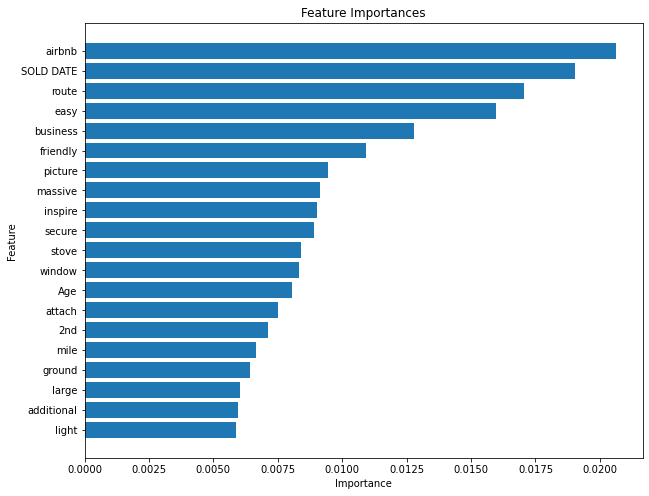 Feature Importances
airbnb
SOLD DATE
route
easy
business
friendly
picture
massive
inspire
secure
stove
window
Age
attach
2nd
mile
ground
large
additional
light
Feature
0.0000 0.0025 0.0050 0.0075 0.0100 0.0125 0.0150 0.0175 0.0200
Importance